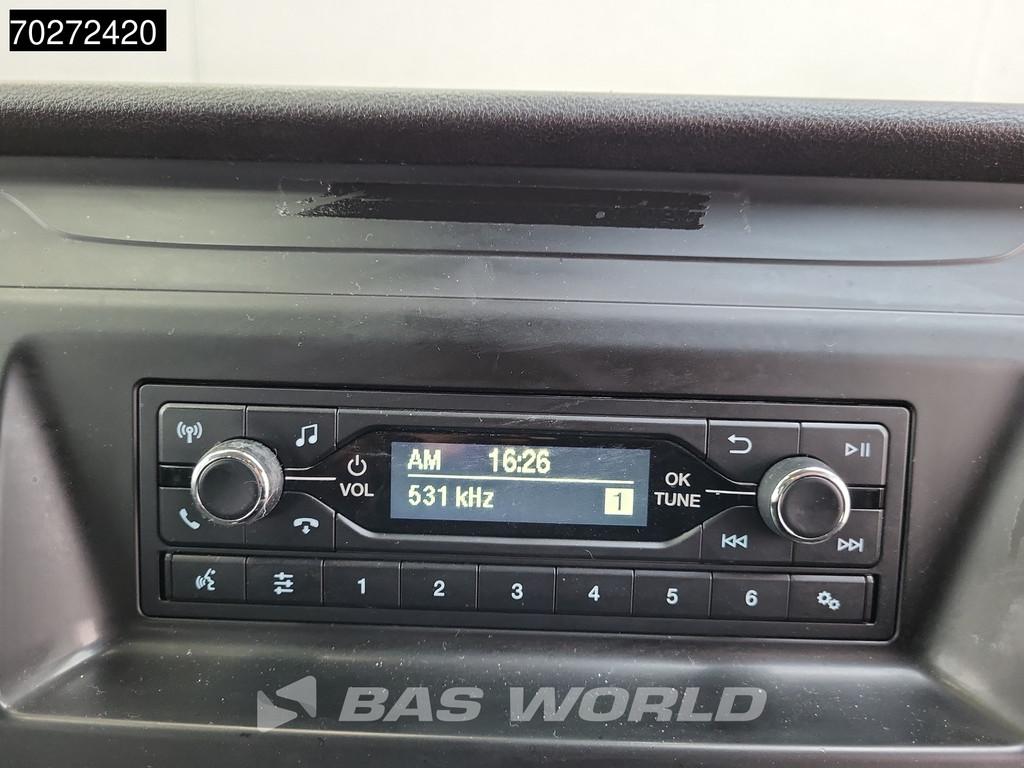 70272420
AM 16:26
531 kHz 1
VOL
OK
TUNE
1 2 3 4 5 6
BAS WORLD